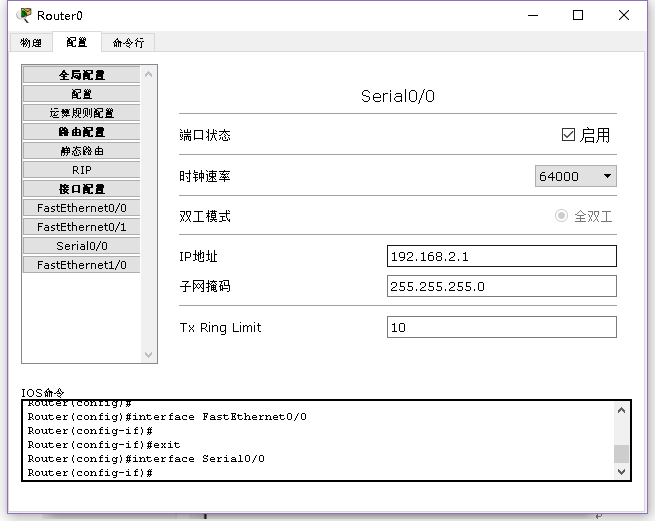 Router0
物理
配置
命令行
全局配置
配置
运算规则配置
路由配置
静态路由
RIP
接口配置
FastEthernet0/0
FastEthernet0/1
Serial0/0
FastEthernet1/0
Serial0/0
端口状态
启用
时钟速率
64000
双工模式
全双工
IP地址
192.168.2.1
子网掩码
255.255.255.0
Tx Ring Limit
10
IOS命令
Router(config)#
Router(config)#interface FastEthernet0/0
Router(config-if)#
Router(config-if)#exit
Router(config)#interface Serial0/0
Router(config-if)#